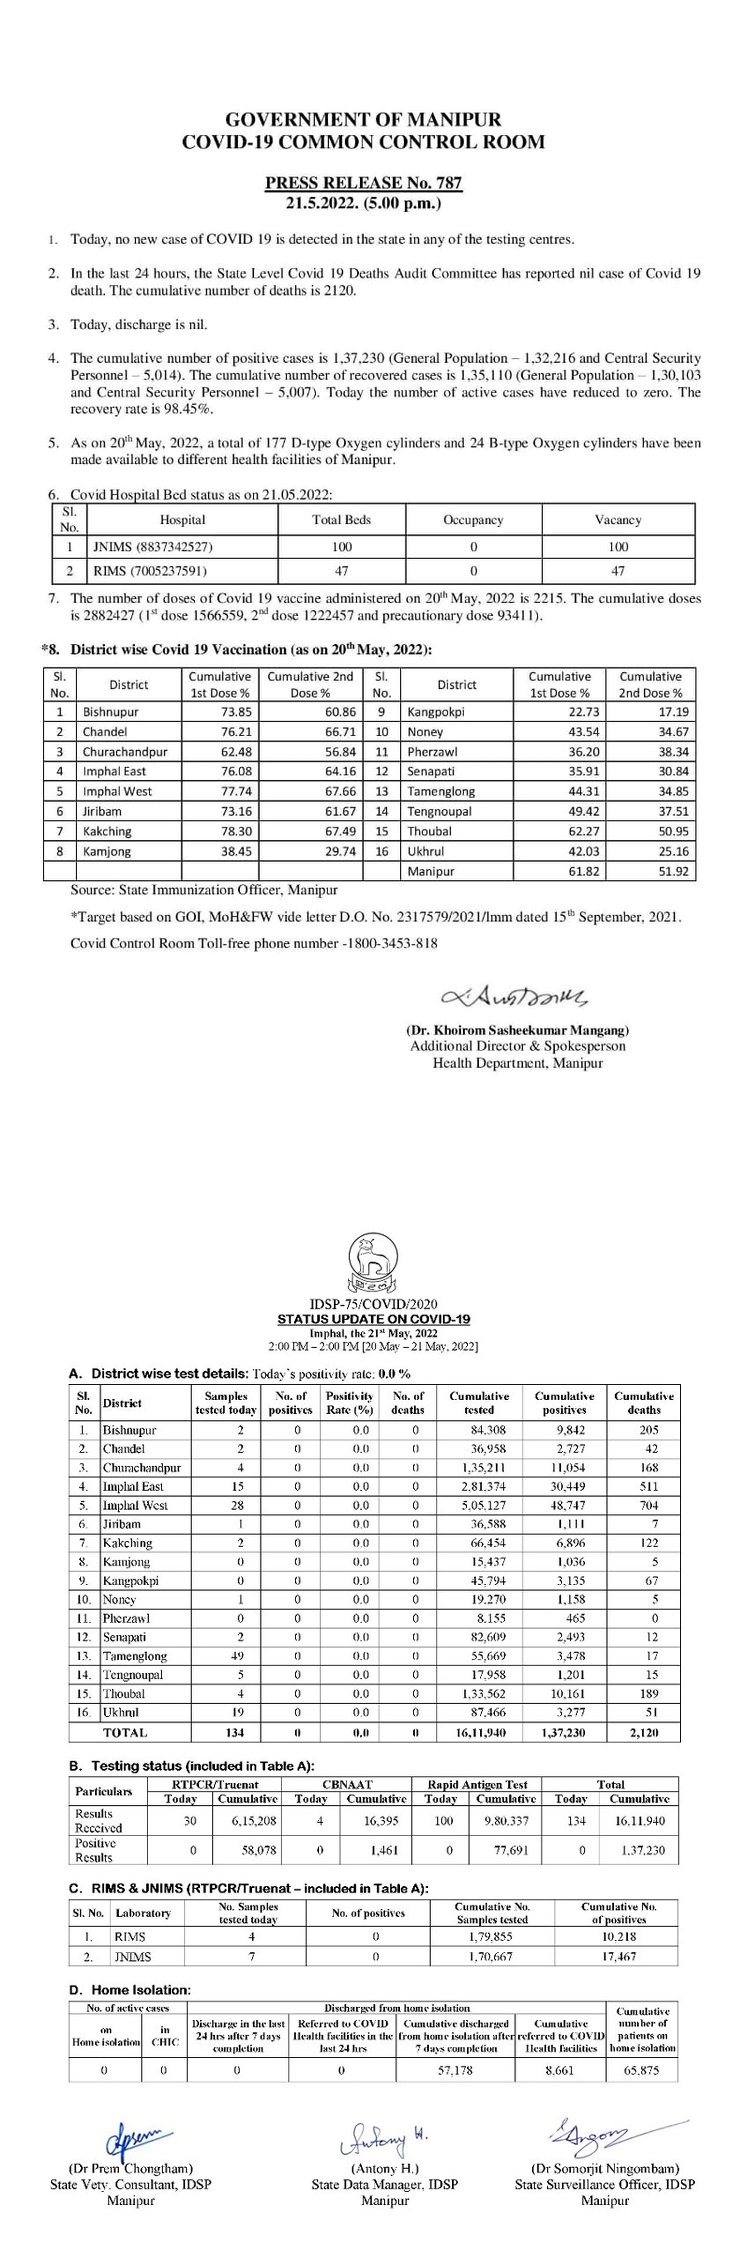 GOVERNMENT OF MANIPUR
COVID-19 COMMON CONTROL ROOM
PRESS RELEASE No. 787
21.5.2022. (5.00 p.m.)
1. Today, no new case of COVID 19 is detected in the state in any of the testing centres.
2. In the last 24 hours, the State Level Covid 19 Deaths Audit Committee has reported nil case of Covid 19
death. The cumulative number of deaths is 2120.
3. Today, discharge is nil.
4. The cumulative number of positive cases is 1,37,230 (General Population – 1,32,216 and Central Security
Personnel – 5,014). The cumulative number of recovered cases is 1,35,110 (General Population – 1,30,103
and Central Security Personnel – 5,007). Today the number of active cases have reduced to zero. The
recovery rate is 98.45%.
5. As on 20th May, 2022, a total of 177 D-type Oxygen cylinders and 24 B-type Oxygen cylinders have been
made available to different health facilities of Manipur.
6. Covid Hospital Bed status as on 21.05.2022:
Sl. No. Hospital Total Beds Occupancy Vacancy
1 JNIMS (8837342527) 100 0 100
2 RIMS (7005237591) 47 0 47
7. The number of doses of Covid 19 vaccine administered on 20th May, 2022 is 2215. The cumulative doses
is 2882427 (1st dose 1566559, 2nd dose 1222457 and precautionary dose 93411).
*8. District wise Covid 19 Vaccination (as on 20th May, 2022):
Sl. No. District Cumulative 1st Dose % Cumulative 2nd Dose % Sl. No. District Cumulative 1st Dose % Cumulative 2nd Dose %
1 Bishnupur 73.85 60.86 9 Kangpokpi 22.73 17.19
2 Chandel 76.21 66.71 10 Noney 43.54 34.67
3 Churachandpur 62.48 56.84 11 Pherzawl 36.20 38.34
4 Imphal East 76.08 64.16 12 Senapati 35.91 30.84
5 Imphal West 77.74 67.66 13 Tamenglong 44.31 34.85
6 Jiribam 73.16 61.67 14 Tengnoupal 49.42 37.51
7 Kakching 78.30 67.49 15 Thoubal 62.27 50.95
8 Kamjong 38.45 29.74 16 Ukhrul 42.03 25.16
Manipur 61.82 51.92
Source: State Immunization Officer, Manipur
*Target based on GOI, MoH&FW vide letter D.O. No. 2317579/2021/Imm dated 15th September, 2021.
Covid Control Room Toll-free phone number -1800-3453-818
(Dr. Khoirom Sasheekumar Mangang)
Additional Director & Spokesperson
Health Department, Manipur
IDSP-75/COVID/2020
STATUS UPDATE ON COVID-19
Imphal, the 21st May, 2022
2:00 PM – 2:00 PM [20 May – 21 May, 2022]
A. District wise test details: Today's positivity rate: 0.0 %
Sl. No. District Samples tested today No. of positives Positivity Rate (%) No. of deaths Cumulative tested Cumulative positives Cumulative deaths
1. Bishnupur 2 0 0.0 0 84,308 9,842 205
2. Chandel 2 0 0.0 0 36,958 2,727 42
3. Churachandpur 4 0 0.0 0 1,35,211 11,054 168
4. Imphal East 15 0 0.0 0 2,81,374 30,449 511
5. Imphal West 28 0 0.0 0 5,05,127 48,747 704
6. Jiribam 1 0 0.0 0 36,588 1,111 7
7. Kakching 2 0 0.0 0 66,454 6,896 122
8. Kamjong 0 0 0.0 0 15,437 1,036 5
9. Kangpokpi 0 0 0.0 0 45,794 3,135 67
10. Noney 1 0 0.0 0 19,270 1,158 5
11. Pherzawl 0 0 0.0 0 8,155 465 0
12. Senapati 2 0 0.0 0 82,609 2,493 12
13. Tamenglong 49 0 0.0 0 55,669 3,478 17
14. Tengnoupal 5 0 0.0 0 17,958 1,201 15
15. Thoubal 4 0 0.0 0 1,33,562 10,161 189
16. Ukhrul 19 0 0.0 0 87,466 3,277 51
TOTAL 134 0 0.0 0 16,11,940 1,37,230 2,120
B. Testing status (included in Table A):
Particulars RTPCR/Truenat CBNAAT Rapid Antigen Test Total
Today Cumulative Today Cumulative Today Cumulative Today Cumulative
Results Received 30 6,15,208 4 16,395 100 9,80,337 134 16,11,940
Positive Results 0 58,078 0 1,461 0 77,691 0 1,37,230
C. RIMS & JNIMS (RTPCR/Truenat – included in Table A):
Sl. No. Laboratory No. Samples tested today No. of positives Cumulative No. Samples tested Cumulative No. of positives
1. RIMS 4 0 1,79,855 10,218
2. JNIMS 7 0 1,70,667 17,467
D. Home Isolation:
No. of active cases Discharged from home isolation Cumulative number of patients on home isolation
on Home isolation in CHIC Discharge in the last 24 hrs after 7 days completion Referred to COVID Health facilities in the last 24 hrs Cumulative discharged from home isolation after 7 days completion Cumulative referred to COVID Health facilities
0 0 0 0 57,178 8,661 65,875
Antony H.
(Dr Prem Chongtham) (Antony H.) (Dr Somorjit Ningombam)
State Vety. Consultant, IDSP State Data Manager, IDSP State Surveillance Officer, IDSP
Manipur Manipur Manipur